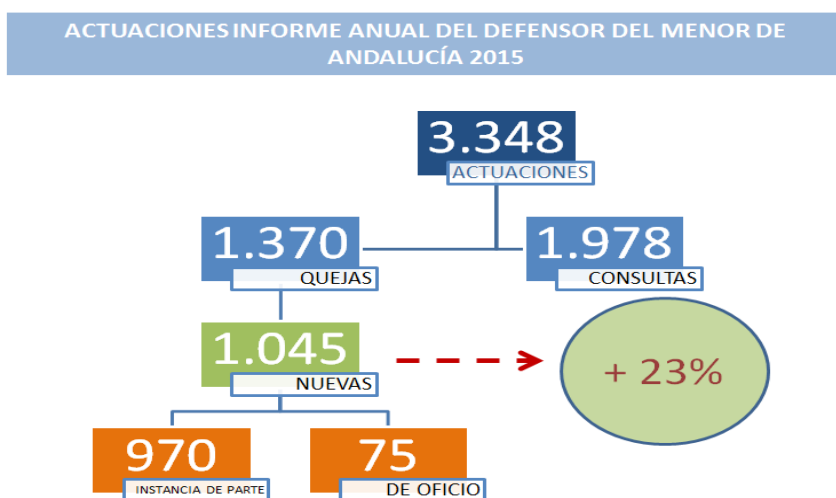 ACTUACIONES INFORME ANUAL DEL DEFENSOR DEL MENOR DE
ANDALUCÍA 2015
3.348
ACTUACIONES
1.370
QUEJAS
1.978
CONSULTAS
1.045
NUEVAS
+ 23%
970
INSTANCIA DE PARTE
75
DE OFICIO